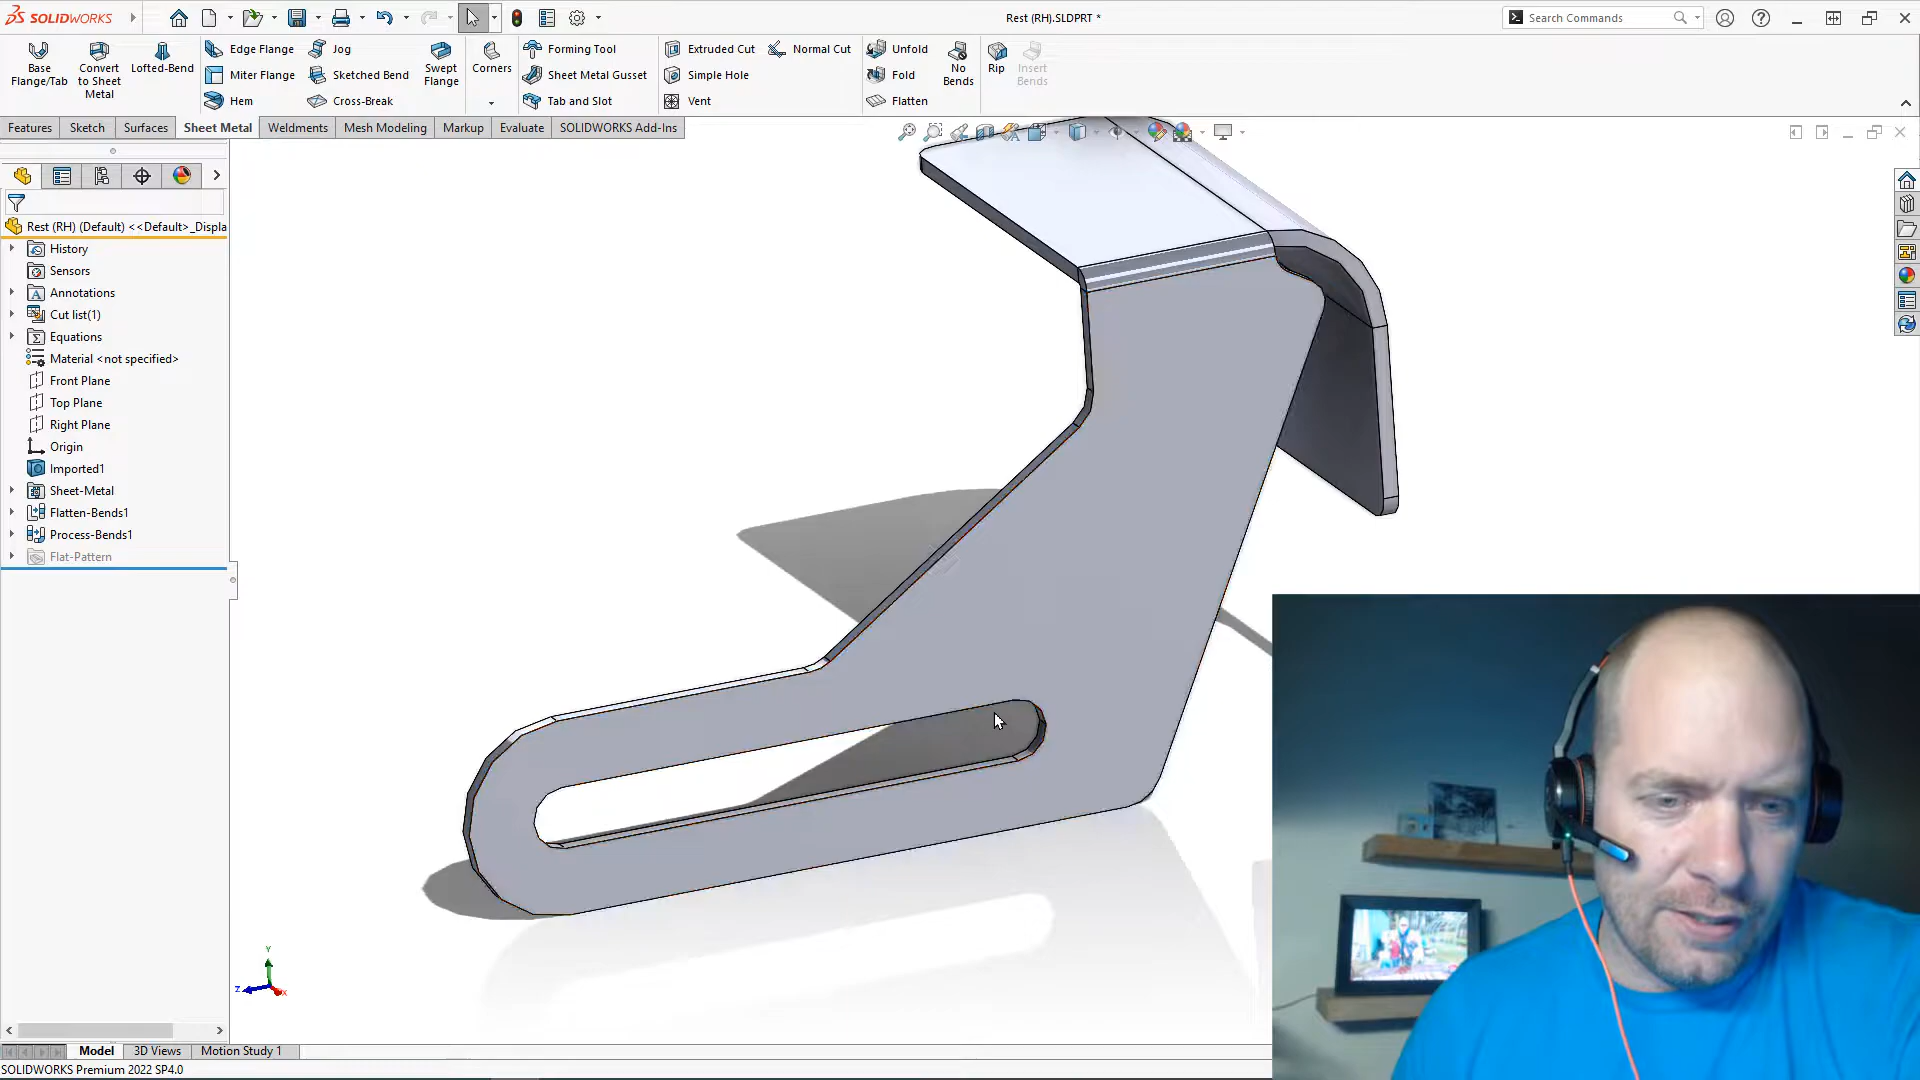 SOLIDWORKS
Rest (RH).SLDPRT *
Search Commands
Base Flange/Tab
Convert to Sheet Metal
Lofted-Bend
Edge Flange
Miter Flange
Hem
Jog
Sketched Bend
Cross-Break
Swept Flange
Corners
Forming Tool
Sheet Metal Gusset
Tab and Slot
Extruded Cut
Simple Hole
Vent
Normal Cut
Unfold
Fold
Flatten
No Bends
Rip
Insert Bends
Features
Sketch
Surfaces
Sheet Metal
Weldments
Mesh Modeling
Markup
Evaluate
SOLIDWORKS Add-Ins
Rest (RH) (Default) <<Default>_Displa
History
Sensors
Annotations
Cut list(1)
Equations
Material <not specified>
Front Plane
Top Plane
Right Plane
Origin
Imported1
Sheet-Metal
Flatten-Bends1
Process-Bends1
Flat-Pattern
Y
Z
X
Model
3D Views
Motion Study 1
SOLIDWORKS Premium 2022 SP4.0